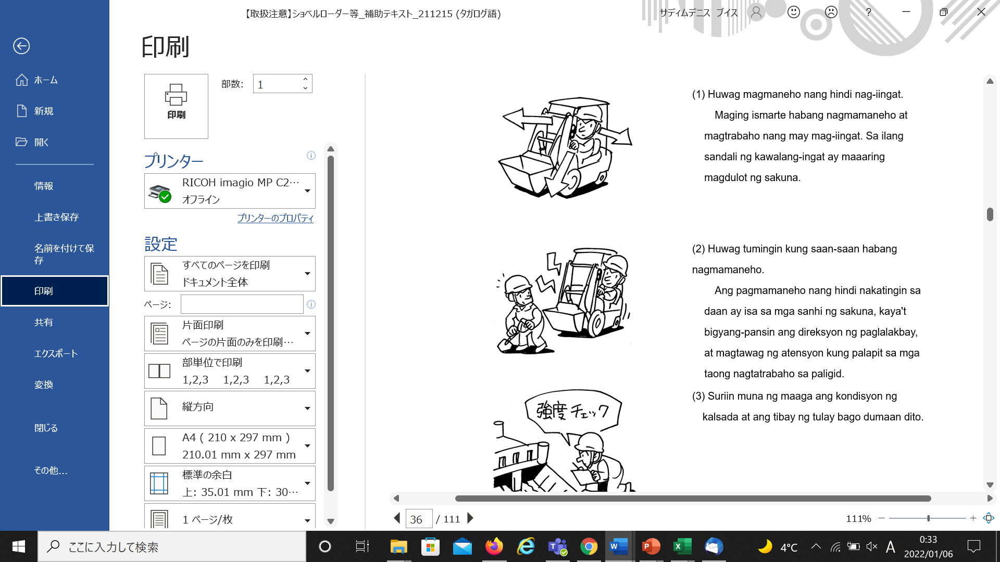 【取扱注意】ショベルローダー等_補助テキスト_211215 (タガログ語)
サディムデニス ブイス
?
ホーム
新規
開く
情報
上書き保存
名前を付けて保
存
印刷
共有
エクスポート
変換
閉じる
その他...
印刷
印刷
部数:
1
プリンター
RICOH imagio MP C2…
オフライン
プリンターのプロパティ
設定
すべてのページを印刷
ドキュメント全体
ページ:
片面印刷
ページの片面のみを印刷…
部単位で印刷
1,2,3 1,2,3 1,2,3
縦方向
A4 ( 210 x 297 mm )
210.01 mm x 297 mm
標準の余白
上: 35.01 mm 下: 30…
1 ページ/枚
(1) Huwag magmaneho nang hindi nag-iingat.
Maging ismarte habang nagmamaneho at
magtrabaho nang may mag-iingat. Sa ilang
sandali ng kawalang-ingat ay maaaring
magdulot ng sakuna.
(2) Huwag tumingin kung saan-saan habang
nagmamaneho.
Ang pagmamaneho nang hindi nakatingin sa
daan ay isa sa mga sanhi ng sakuna, kaya't
bigyang-pansin ang direksyon ng paglalakbay,
at magtawag ng atensyon kung palapit sa mga
taong nagtatrabaho sa paligid.
強度チェック
(3) Suriin muna ng maaga ang kondisyon ng
kalsada at ang tibay ng tulay bago dumaan dito.
36 / 111
111%
ここに入力して検索
4°C
A
0:33
2022/01/06